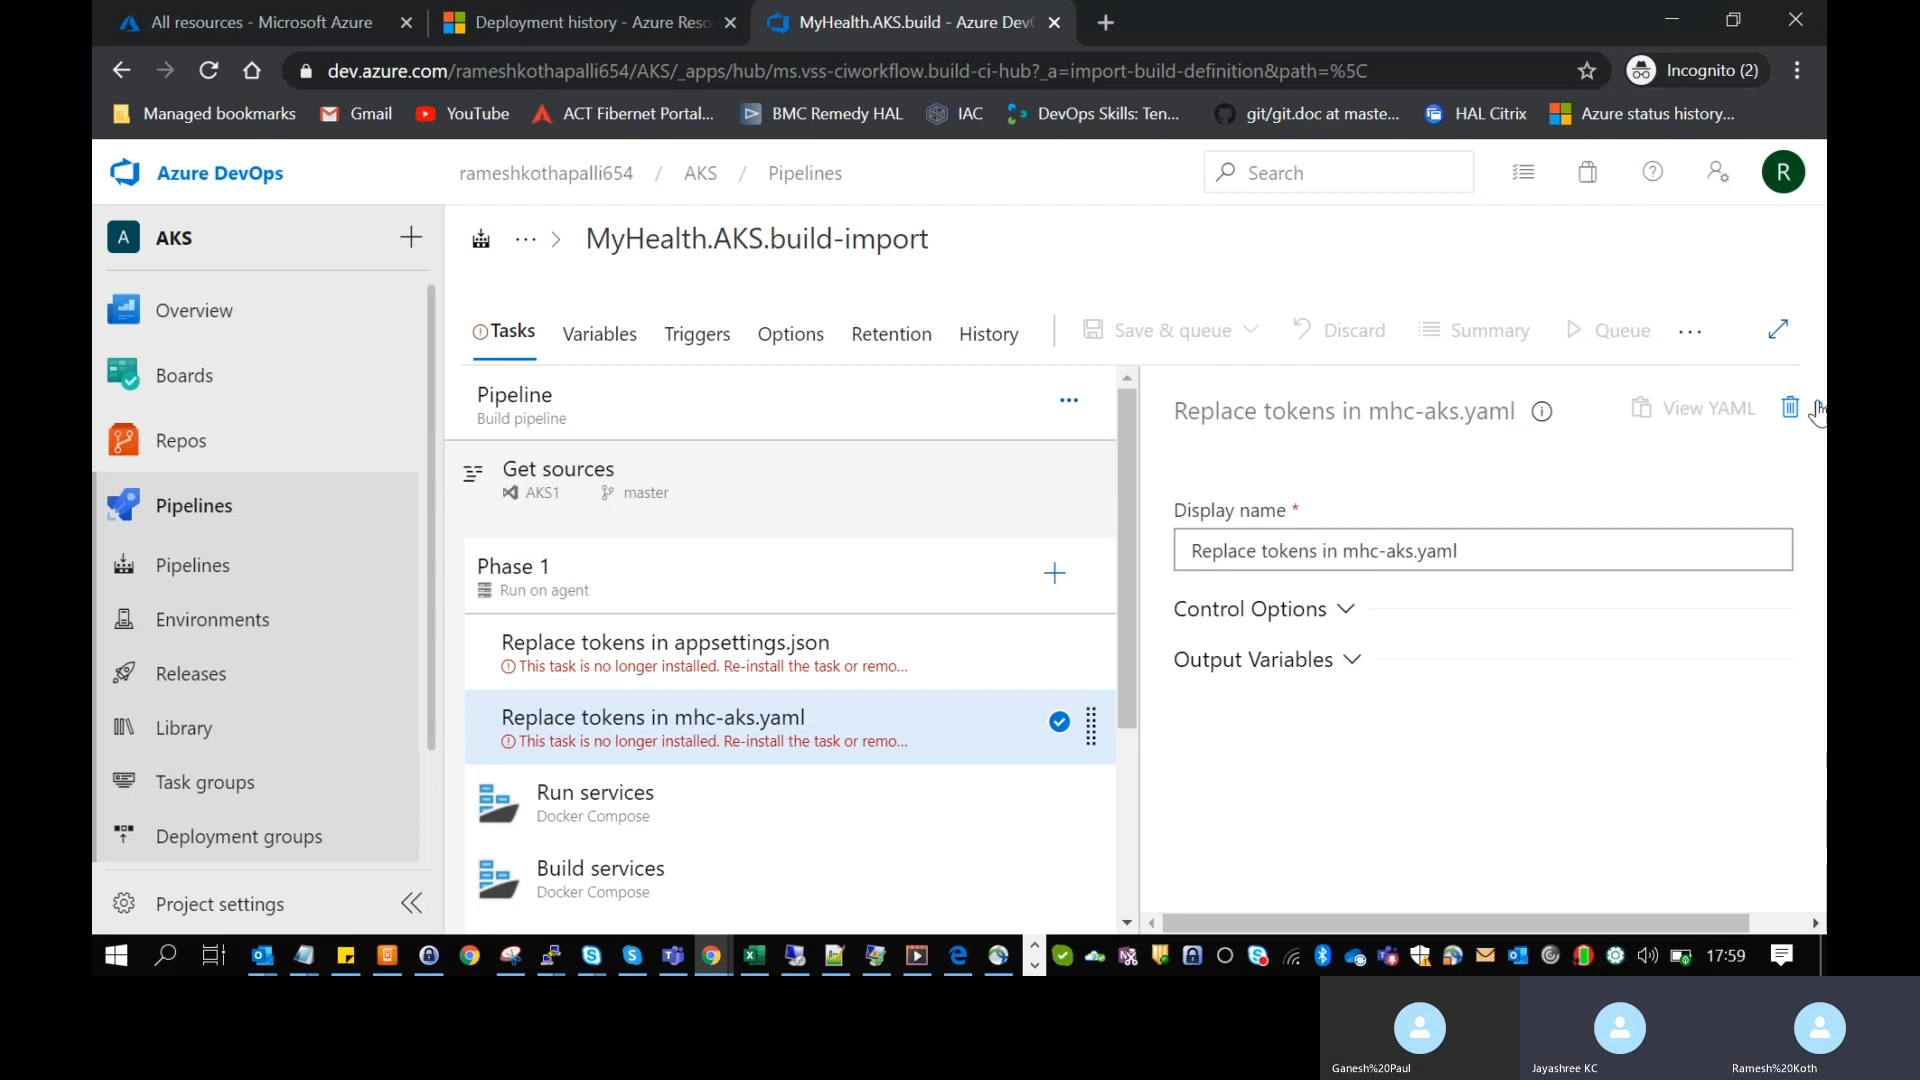 All resources - Microsoft Azure
Deployment history - Azure Reso
MyHealth.AKS.build - Azure Dev
dev.azure.com/rameshkothapalli654/AKS/_apps/hub/ms.vss-ciworkflow.build-ci-hub?_a=import-build-definition&path=%5C
Incognito (2)
Managed bookmarks
Gmail
YouTube
ACT Fibernet Portal...
BMC Remedy HAL
IAC
DevOps Skills: Ten...
git/git.doc at maste...
HAL Citrix
Azure status history...
Azure DevOps
rameshkothapalli654 / AKS / Pipelines
Search
R
A AKS
Overview
Boards
Repos
Pipelines
Pipelines
Environments
Releases
Library
Task groups
Deployment groups
Project settings
... > MyHealth.AKS.build-import
Tasks
Variables
Triggers
Options
Retention
History
Save & queue
Discard
Summary
Queue
...
Pipeline
Build pipeline
Get sources
AKS1 master
Phase 1
Run on agent
Replace tokens in appsettings.json
This task is no longer installed. Re-install the task or remo...
Replace tokens in mhc-aks.yaml
This task is no longer installed. Re-install the task or remo...
Run services
Docker Compose
Build services
Docker Compose
Replace tokens in mhc-aks.yaml
View YAML
Display name *
Replace tokens in mhc-aks.yaml
Control Options
Output Variables
17:59
Ganesh%20Paul
Jayashree KC
Ramesh%20Koth